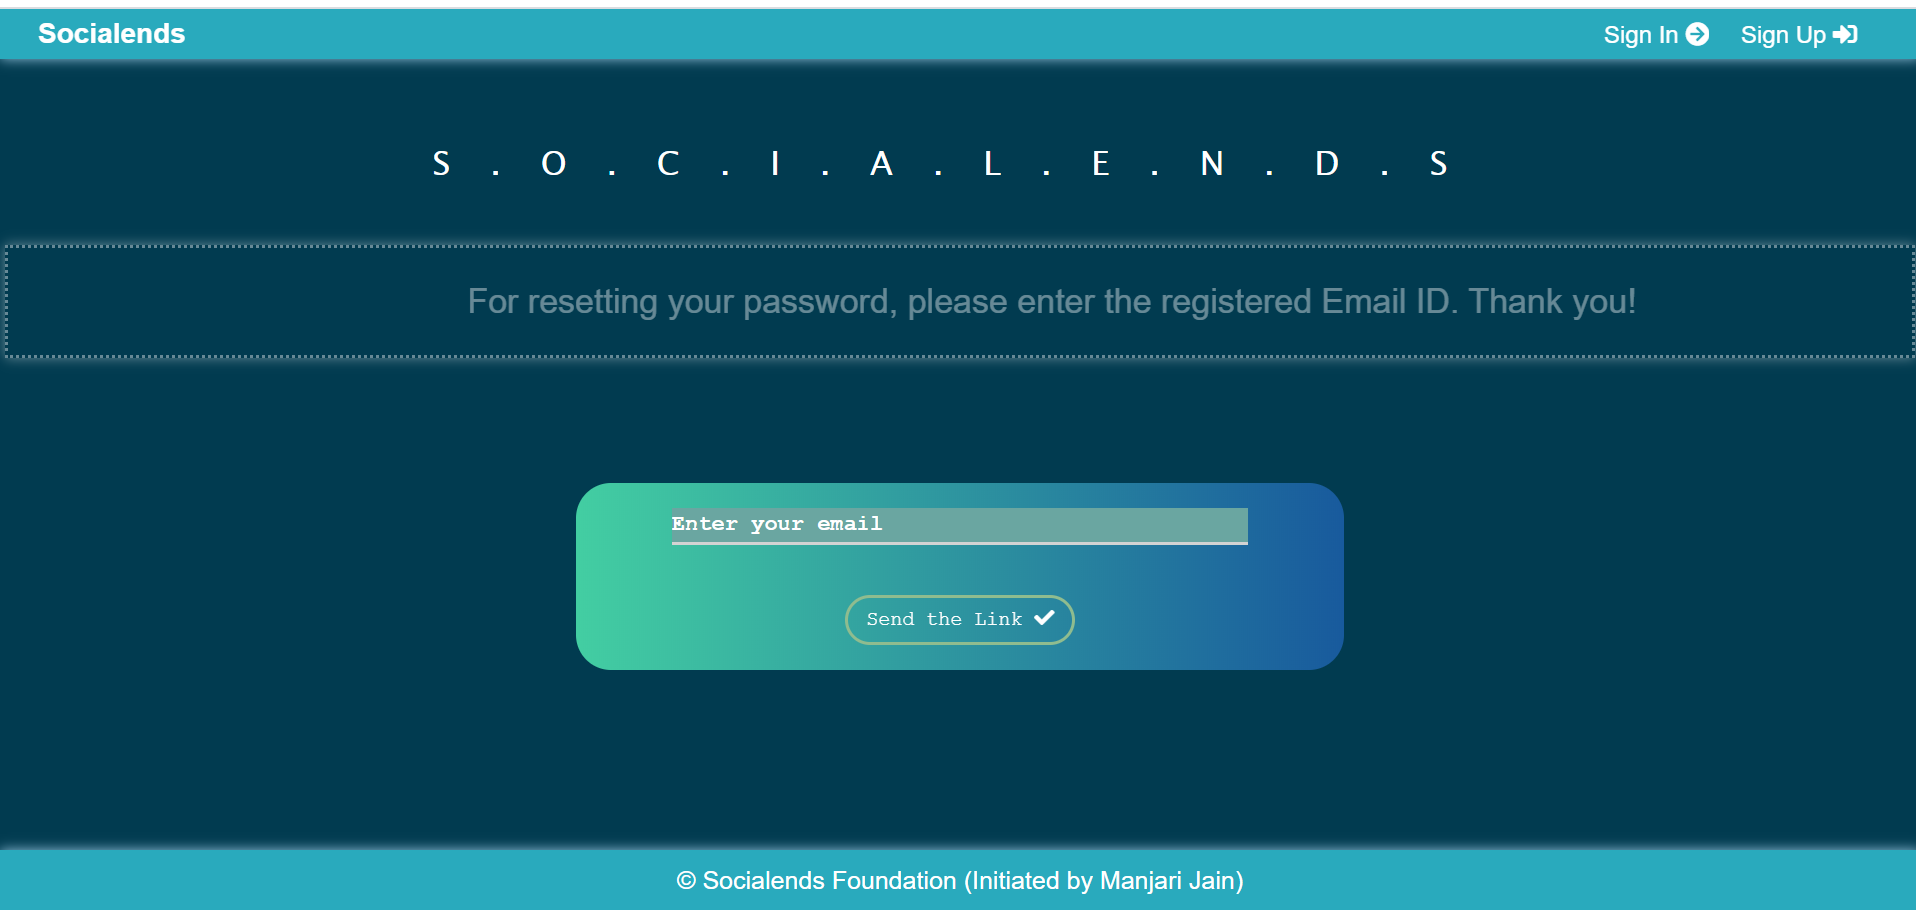 Socialends
Sign In
Sign Up
S . O . C . I . A . L . E . N . D . S
For resetting your password, please enter the registered Email ID. Thank you!
Enter your email
Send the Link
© Socialends Foundation (Initiated by Manjari Jain)